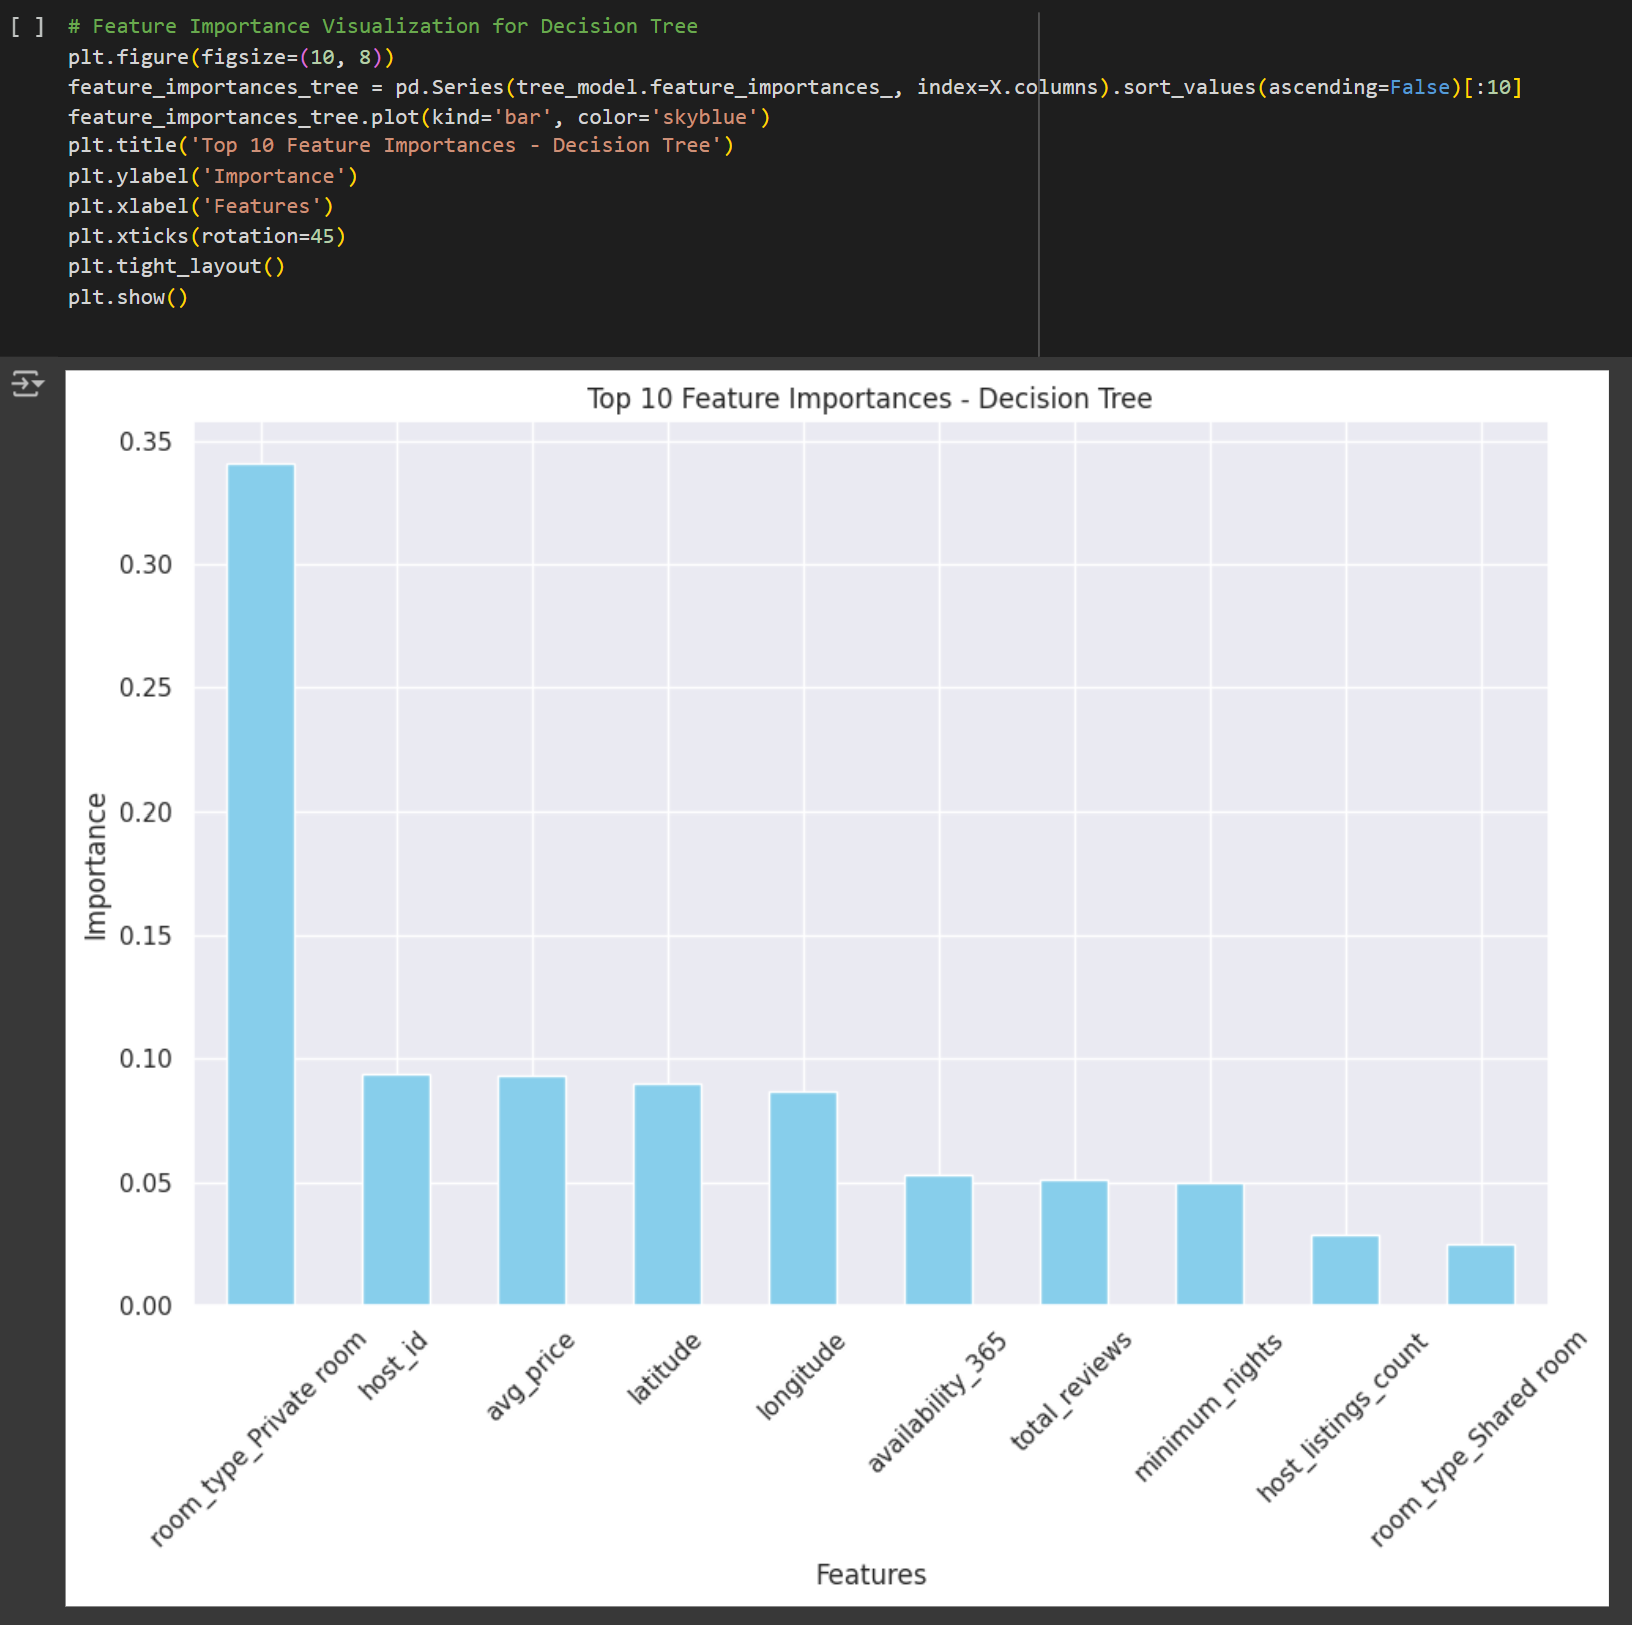 [ ] # Feature Importance Visualization for Decision Tree
plt.figure(figsize=(10, 8))
feature_importances_tree = pd.Series(tree_model.feature_importances_, index=X.columns).sort_values(ascending=False)[:10]
feature_importances_tree.plot(kind='bar', color='skyblue')
plt.title('Top 10 Feature Importances - Decision Tree')
plt.ylabel('Importance')
plt.xlabel('Features')
plt.xticks(rotation=45)
plt.tight_layout()
plt.show()
Top 10 Feature Importances - Decision Tree
0.35
0.30
0.25
0.20
0.15
0.10
0.05
0.00
Importance
room_type_Private room
host_id
avg_price
latitude
longitude
availability_365
total_reviews
minimum_nights
host_listings_count
room_type_Shared room
Features